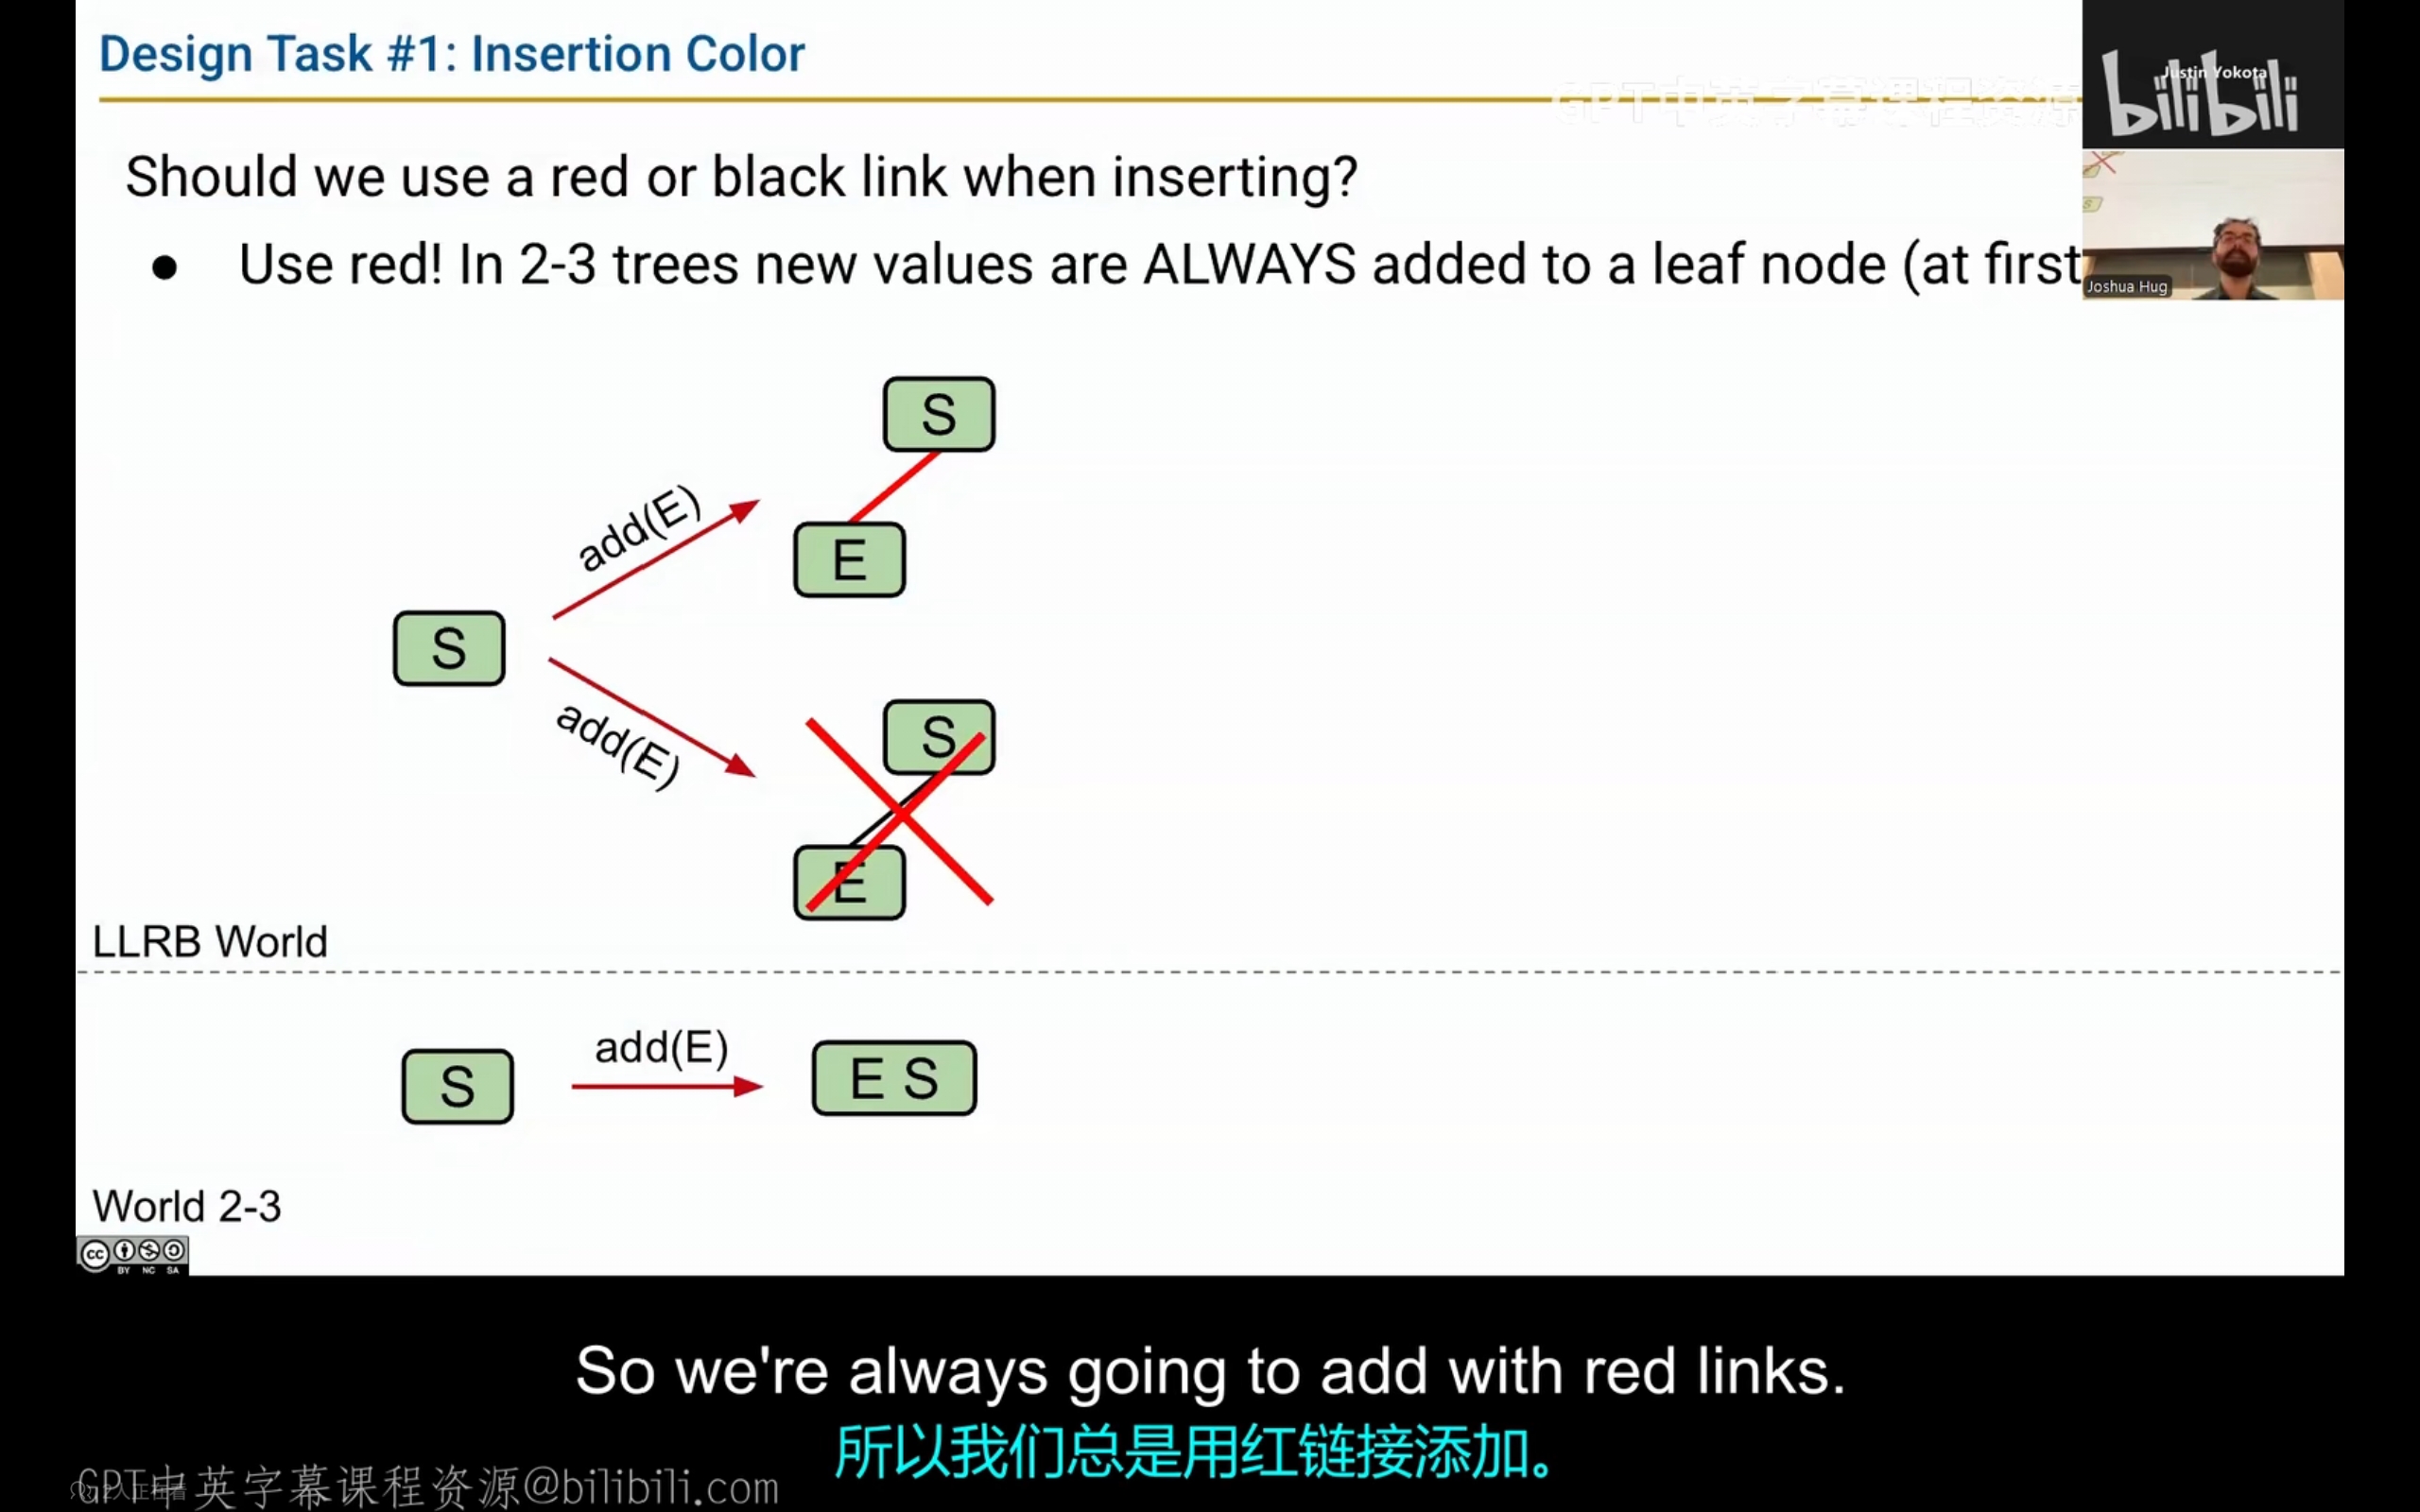 Design Task #1: Insertion Color
GPT中英字幕课程资源
Justin Yokota
bilibili
Should we use a red or black link when inserting?
● Use red! In 2-3 trees new values are ALWAYS added to a leaf node (at first
Joshua Hug
S
add(E)
E
S
S
add(E)
S
E
LLRB World
add(E)
S
E S
World 2-3
cc
BY NC SA
So we're always going to add with red links.
所以我们总是用红链接添加。
GPT中英字幕课程资源@bilibili.com